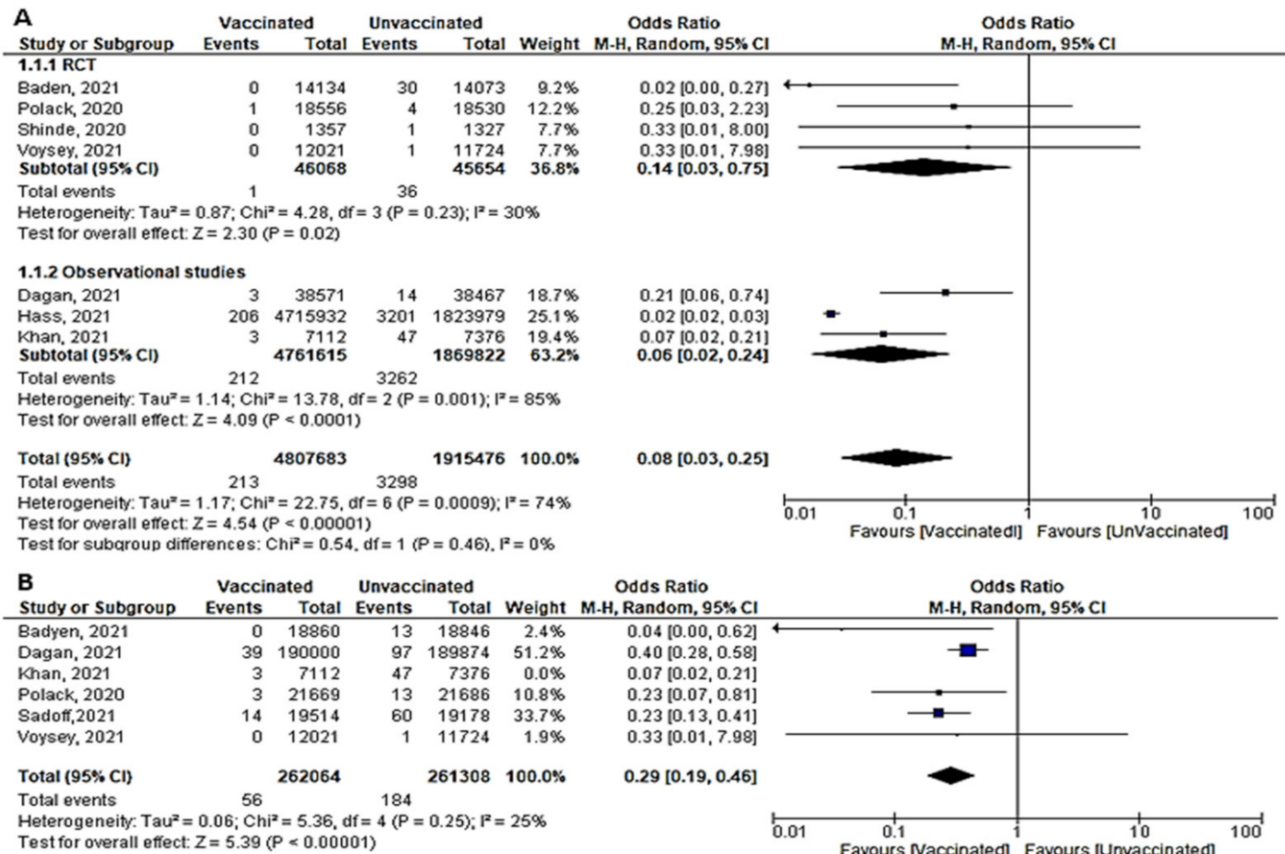 A
Vaccinated Unvaccinated Odds Ratio Odds Ratio
Study or Subgroup Events Total Events Total Weight M-H, Random, 95% CI M-H, Random, 95% CI
1.1.1 RCT
Baden, 2021 0 14134 30 14073 9.2% 0.02 [0.00, 0.27]
Polack, 2020 1 18556 4 18530 12.2% 0.25 [0.03, 2.23]
Shinde, 2020 0 1357 1 1327 7.7% 0.33 [0.01, 8.00]
Voysey, 2021 0 12021 1 11724 7.7% 0.33 [0.01, 7.98]
Subtotal (95% CI) 46068 45654 36.8% 0.14 [0.03, 0.75]
Total events 1 36
Heterogeneity: Tau² = 0.87; Chi² = 4.28, df = 3 (P = 0.23); I² = 30%
Test for overall effect: Z = 2.30 (P = 0.02)
1.1.2 Observational studies
Dagan, 2021 3 38571 14 38467 18.7% 0.21 [0.06, 0.74]
Hass, 2021 206 4715932 3201 1823979 25.1% 0.02 [0.02, 0.03]
Khan, 2021 3 7112 47 7376 19.4% 0.07 [0.02, 0.21]
Subtotal (95% CI) 4761615 1869822 63.2% 0.06 [0.02, 0.24]
Total events 212 3262
Heterogeneity: Tau² = 1.14; Chi² = 13.78, df = 2 (P = 0.001); I² = 85%
Test for overall effect: Z = 4.09 (P < 0.0001)
Total (95% CI) 4807683 1915476 100.0% 0.08 [0.03, 0.25]
Total events 213 3298
Heterogeneity: Tau² = 1.17; Chi² = 22.75, df = 6 (P = 0.0009); I² = 74%
Test for overall effect: Z = 4.54 (P < 0.00001)
Test for subgroup differences: Chi² = 0.54, df = 1 (P = 0.46), I² = 0%
0.01 0.1 1 10 100
Favours [Vaccinated] Favours [UnVaccinated]
B
Vaccinated Unvaccinated Odds Ratio Odds Ratio
Study or Subgroup Events Total Events Total Weight M-H, Random, 95% CI M-H, Random, 95% CI
Badyen, 2021 0 18860 13 18846 2.4% 0.04 [0.00, 0.62]
Dagan, 2021 39 190000 97 189874 51.2% 0.40 [0.28, 0.58]
Khan, 2021 3 7112 47 7376 0.0% 0.07 [0.02, 0.21]
Polack, 2020 3 21669 13 21686 10.8% 0.23 [0.07, 0.81]
Sadoff,2021 14 19514 60 19178 33.7% 0.23 [0.13, 0.41]
Voysey, 2021 0 12021 1 11724 1.9% 0.33 [0.01, 7.98]
Total (95% CI) 262064 261308 100.0% 0.29 [0.19, 0.46]
Total events 56 184
Heterogeneity: Tau² = 0.06; Chi² = 5.36, df = 4 (P = 0.25); I² = 25%
Test for overall effect: Z = 5.39 (P < 0.00001)
0.01 0.1 1 10 100
Favours [Vaccinated] Favours [Unvaccinated]